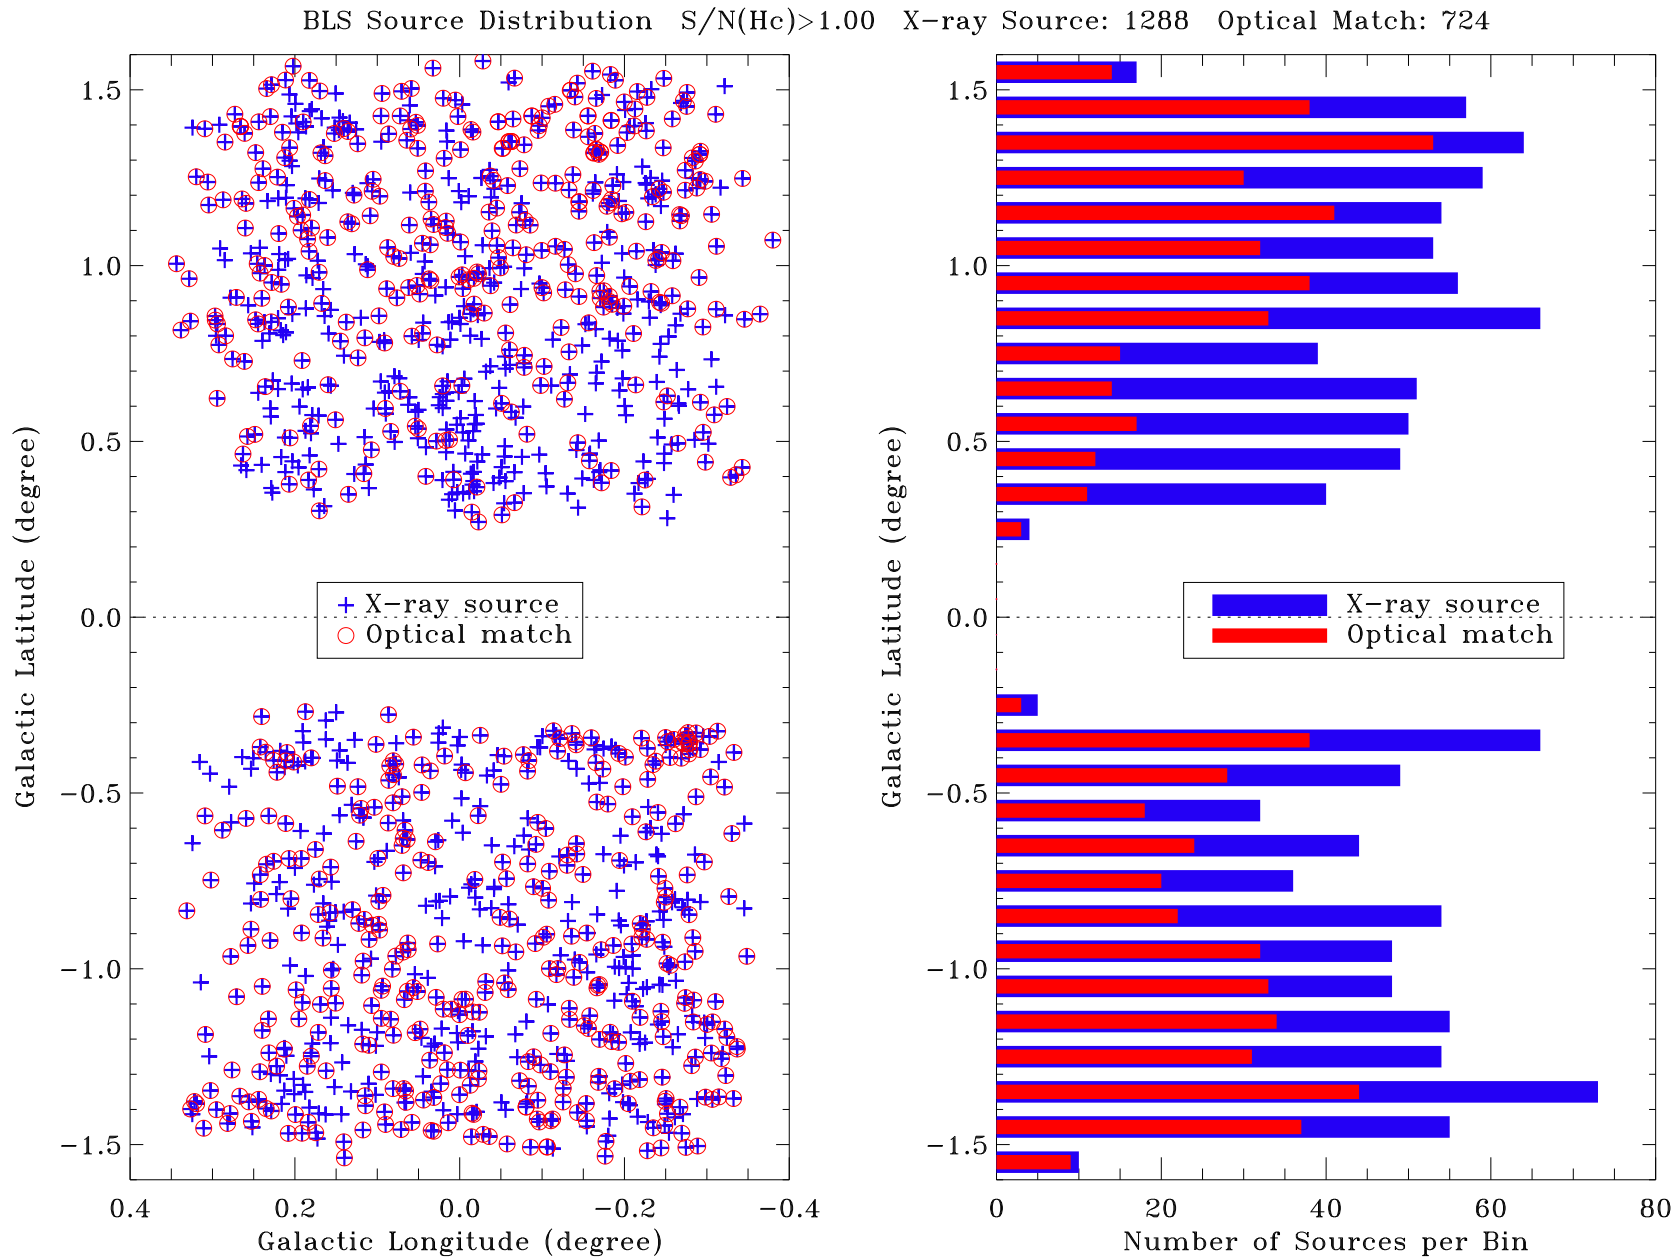 BLS Source Distribution S/N(Hc)>1.00 X-ray Source: 1288 Optical Match: 724
Galactic Latitude (degree)
1.5
1.0
0.5
0.0
-0.5
-1.0
-1.5
X-ray source
Optical match
0.4 0.2 0.0 -0.2 -0.4
Galactic Longitude (degree)
Galactic Latitude (degree)
1.5
1.0
0.5
0.0
-0.5
-1.0
-1.5
X-ray source
Optical match
0 20 40 60 80
Number of Sources per Bin